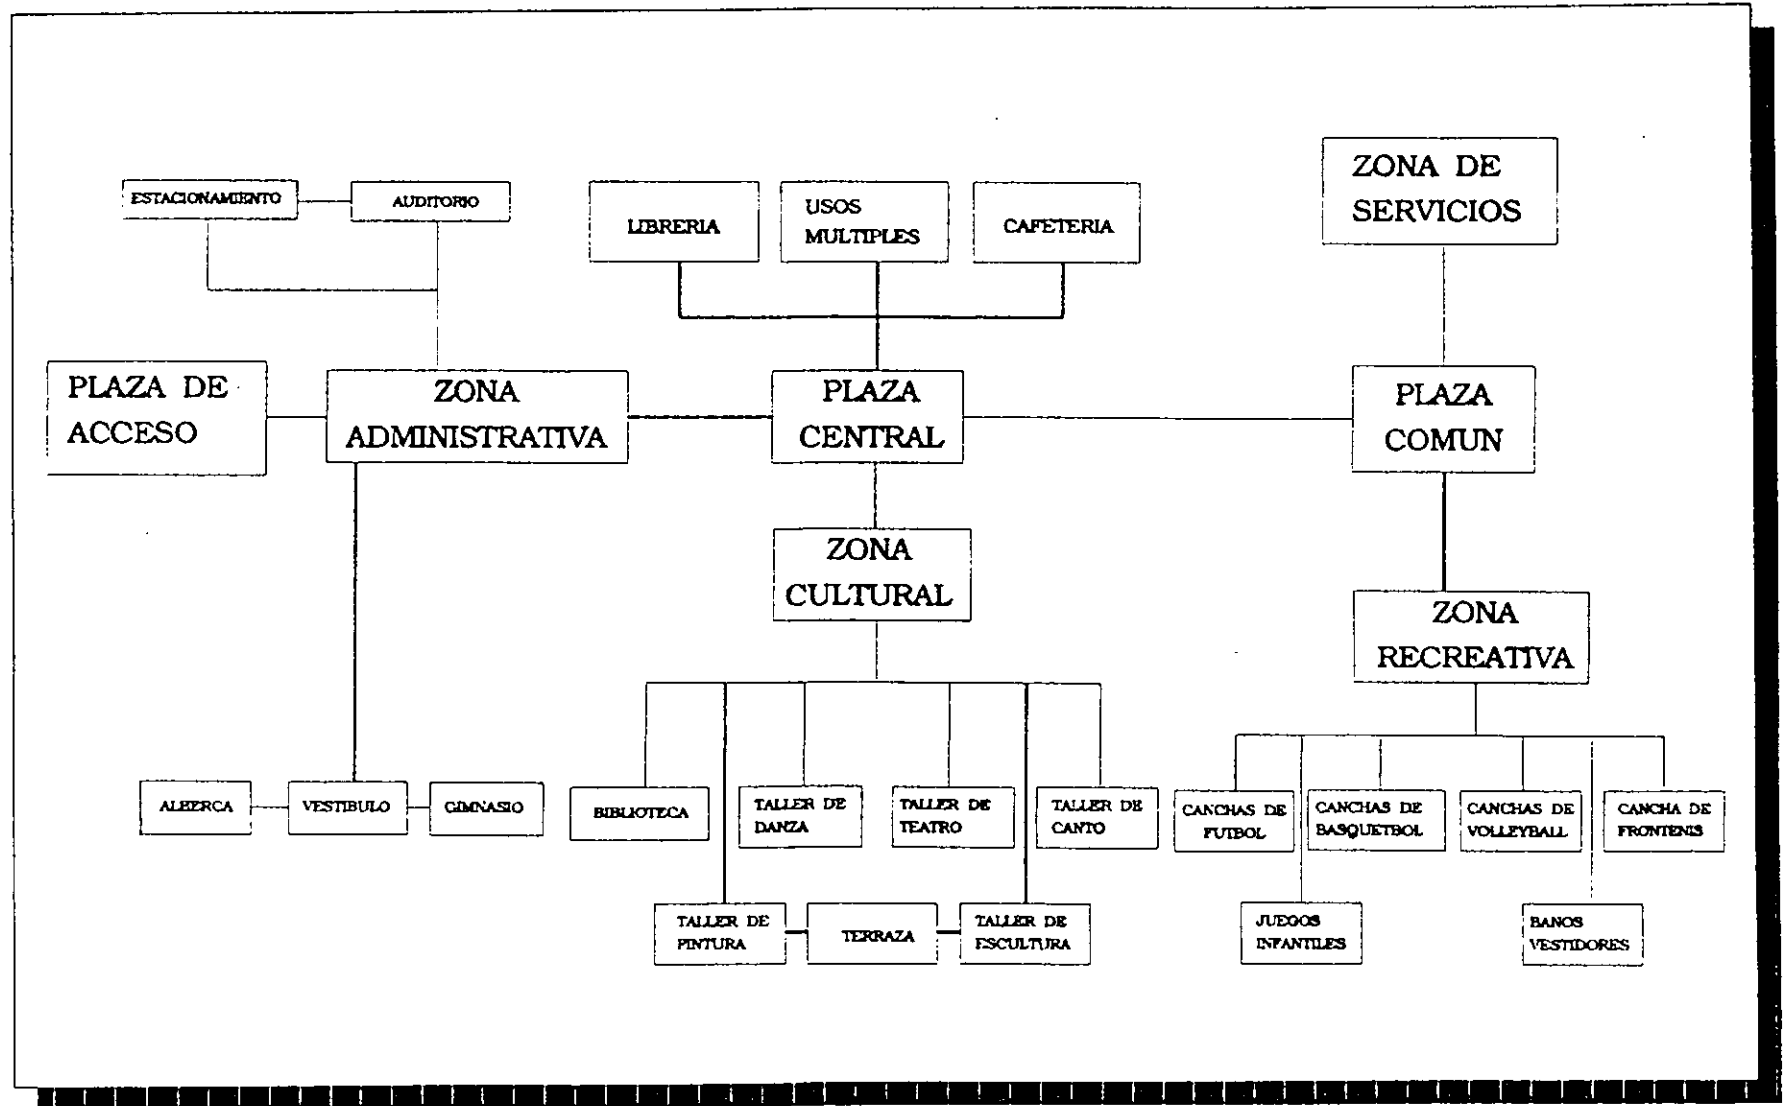 ZONA DE
SERVICIOS
ESTACIONAMIENTO
AUDITORIO
LIBRERIA
USOS
MULTIPLES
CAFETERIA
PLAZA DE
ACCESO
ZONA
ADMINISTRATIVA
PLAZA
CENTRAL
PLAZA
COMUN
ZONA
CULTURAL
ZONA
RECREATIVA
ALBERCA
VESTIBULO
GIMNASIO
BIBLIOTECA
TALLER DE
DANZA
TALLER DE
TEATRO
TALLER DE
CANTO
CANCHAS DE
FUTBOL
CANCHAS DE
BASQUETBOL
CANCHAS DE
VOLLEYBALL
CANCHA DE
FRONTENIS
TALLER DE
PINTURA
TERRAZA
TALLER DE
ESCULTURA
JUEGOS
INFANTILES
BANOS
VESTIDORES